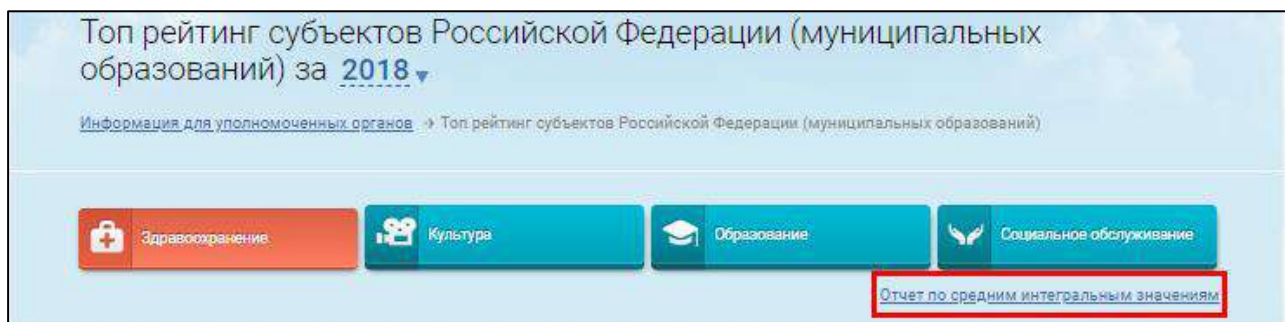 Топ рейтинг субъектов Российской Федерации (муниципальных
образований) за 2018
Информация для уполномоченных органов → Топ рейтинг субъектов Российской Федерации (муниципальных образований)
Здравоохранение Культура Образование Социальное обслуживание
Отчет по средним интегральным значениям